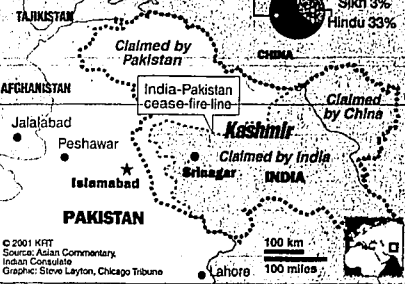 TAJIKISTAN
Sikh 3%
Hindu 33%
Claimed by
Pakistan
CHINA
AFGHANISTAN
India-Pakistan
cease-fire line
Claimed
by China
Jalalabad
Kashmir
Peshawar
Claimed by India
Islamabad
Srinagar
INDIA
PAKISTAN
© 2001 KRT
Source: Asian Commentary,
Indian Consulate
Graphic: Steve Layton, Chicago Tribune
100 km
100 miles
Lahore